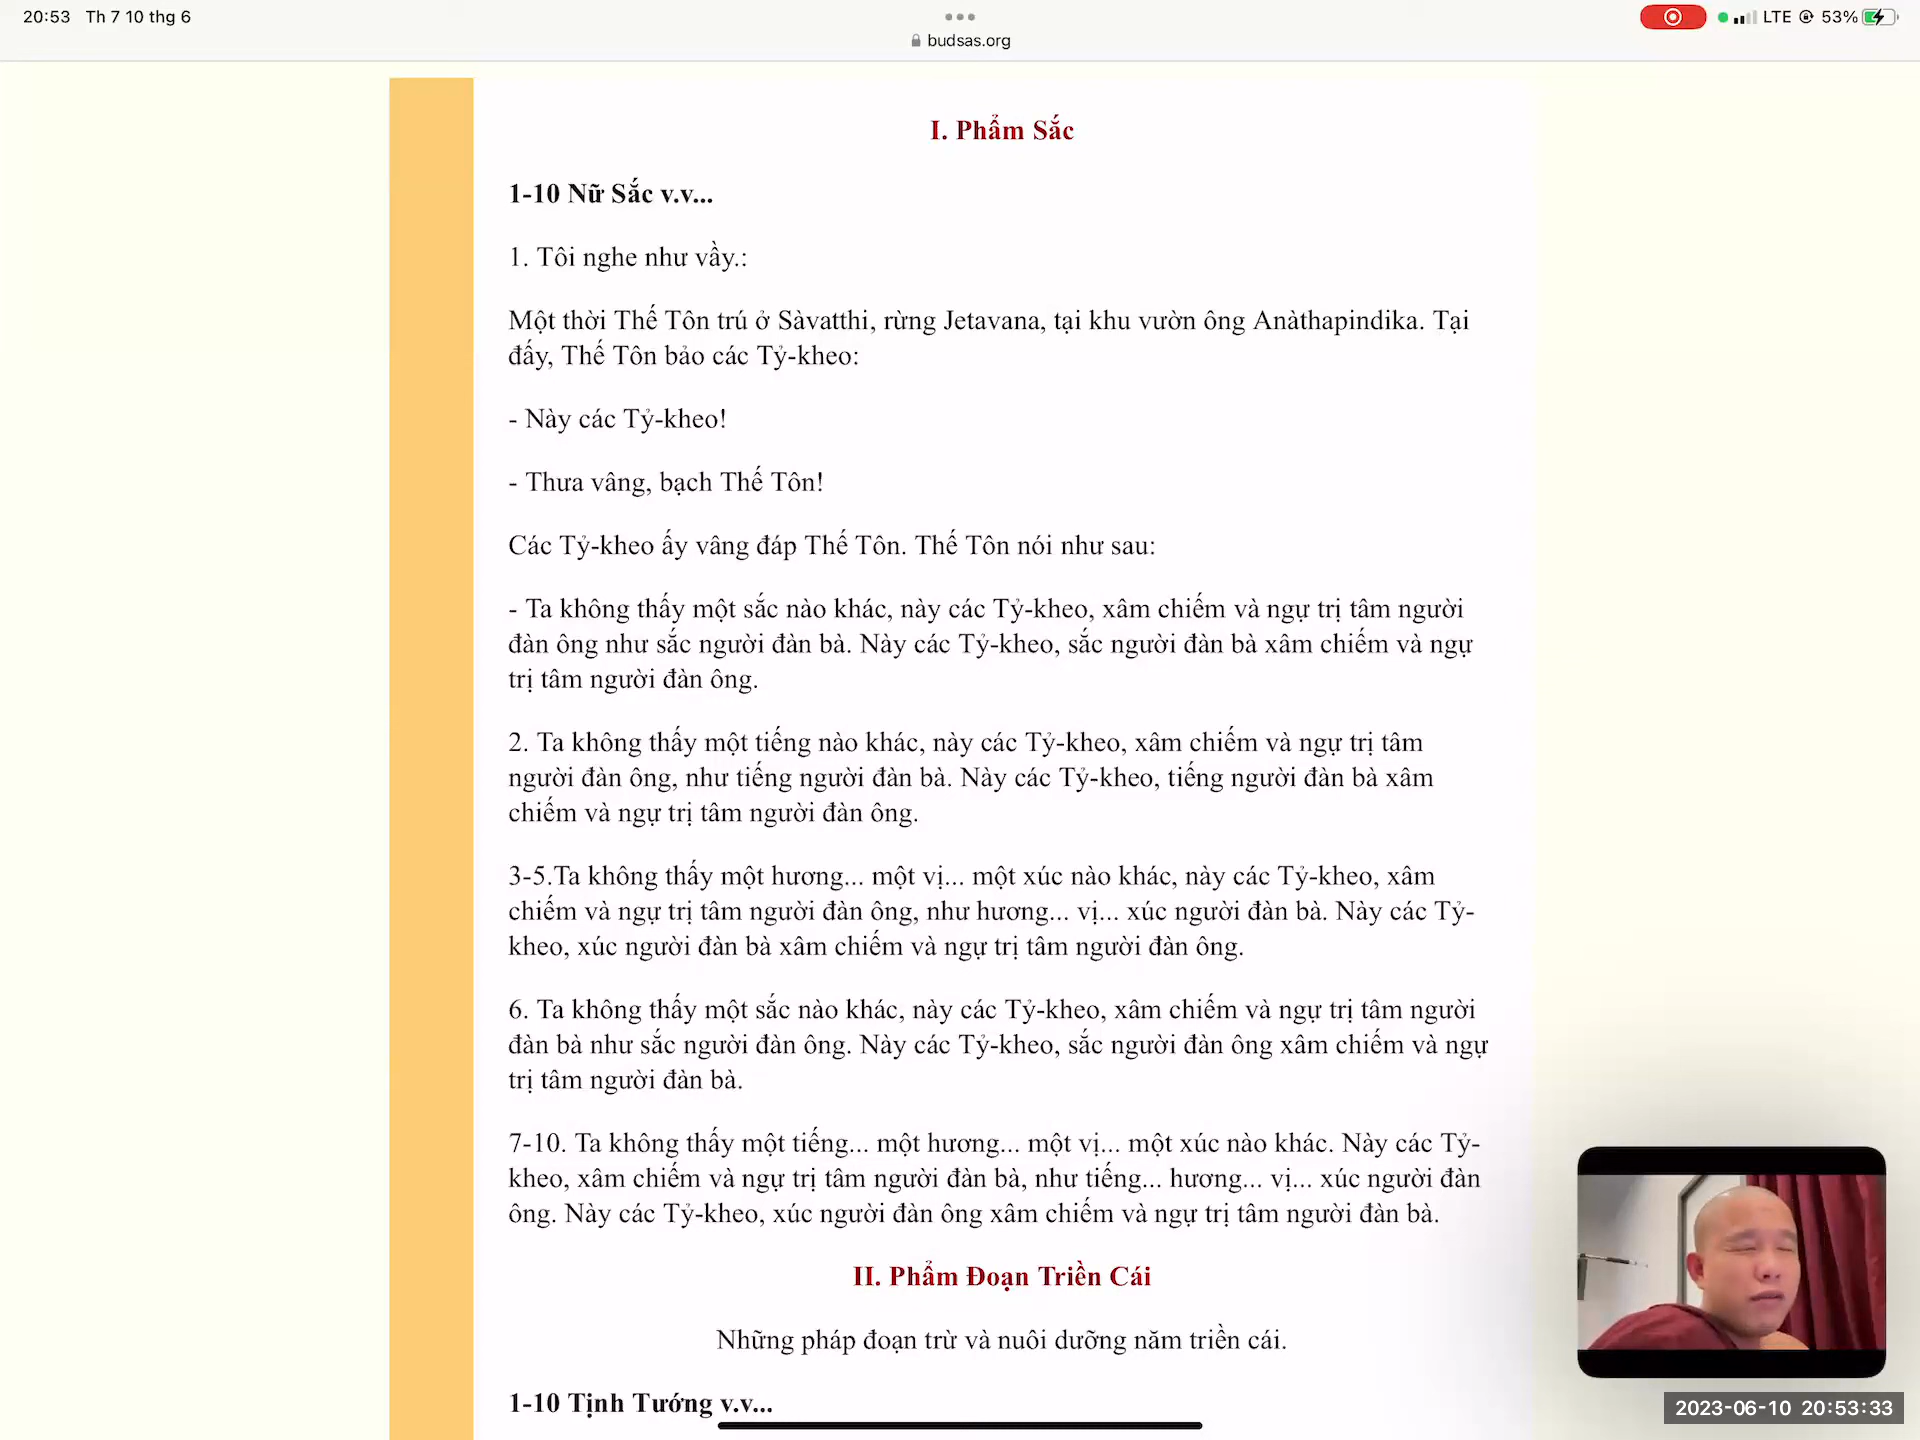 20:53 Th 7 10 thg 6
LTE 53%
budsas.org
I. Phẩm Sắc
1-10 Nữ Sắc v.v...
1. Tôi nghe như vầy.:
Một thời Thế Tôn trú ở Sàvatthi, rừng Jetavana, tại khu vườn ông Anàthapindika. Tại
đấy, Thế Tôn bảo các Tỷ-kheo:
- Này các Tỷ-kheo!
- Thưa vâng, bạch Thế Tôn!
Các Tỷ-kheo ấy vâng đáp Thế Tôn. Thế Tôn nói như sau:
- Ta không thấy một sắc nào khác, này các Tỷ-kheo, xâm chiếm và ngự trị tâm người
đàn ông như sắc người đàn bà. Này các Tỷ-kheo, sắc người đàn bà xâm chiếm và ngự
trị tâm người đàn ông.
2. Ta không thấy một tiếng nào khác, này các Tỷ-kheo, xâm chiếm và ngự trị tâm
người đàn ông, như tiếng người đàn bà. Này các Tỷ-kheo, tiếng người đàn bà xâm
chiếm và ngự trị tâm người đàn ông.
3-5.Ta không thấy một hương... một vị... một xúc nào khác, này các Tỷ-kheo, xâm
chiếm và ngự trị tâm người đàn ông, như hương... vị... xúc người đàn bà. Này các Tỷ-
kheo, xúc người đàn bà xâm chiếm và ngự trị tâm người đàn ông.
6. Ta không thấy một sắc nào khác, này các Tỷ-kheo, xâm chiếm và ngự trị tâm người
đàn bà như sắc người đàn ông. Này các Tỷ-kheo, sắc người đàn ông xâm chiếm và ngự
trị tâm người đàn bà.
7-10. Ta không thấy một tiếng... một hương... một vị... một xúc nào khác. Này các Tỷ-
kheo, xâm chiếm và ngự trị tâm người đàn bà, như tiếng... hương... vị... xúc người đàn
ông. Này các Tỷ-kheo, xúc người đàn ông xâm chiếm và ngự trị tâm người đàn bà.
II. Phẩm Đoạn Triền Cái
Những pháp đoạn trừ và nuôi dưỡng năm triền cái.
1-10 Tịnh Tướng v.v...
2023-06-10 20:53:33